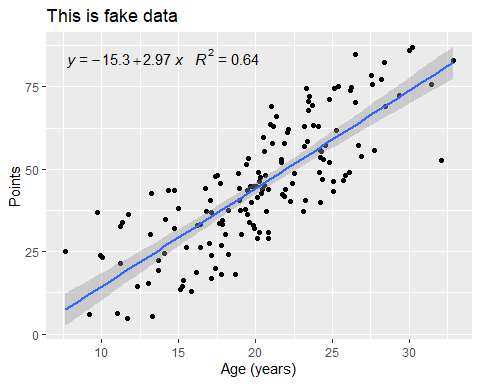 This is fake data
y = −15.3 + 2.97 x   R² = 0.64
75
50
25
0
Points
10 15 20 25 30
Age (years)